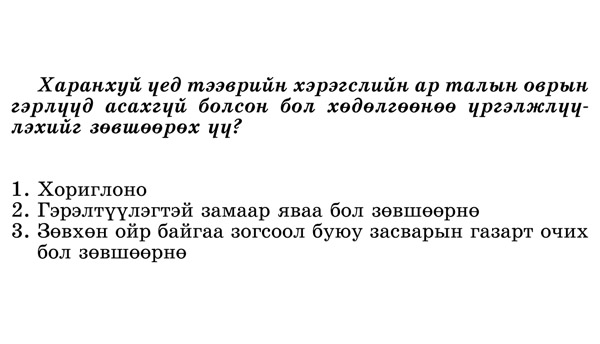 Харанхуй үед тээврийн хэрэгслийн ар талын оврын
гэрлүүд асахгүй болсон бол хөдөлгөөнөө үргэлжлүү-
лэхийг зөвшөөрөх үү?
1. Хориглоно
2. Гэрэлтүүлэгтэй замаар яваа бол зөвшөөрнө
3. Зөвхөн ойр байгаа зогсоол буюу засварын газарт очих
бол зөвшөөрнө